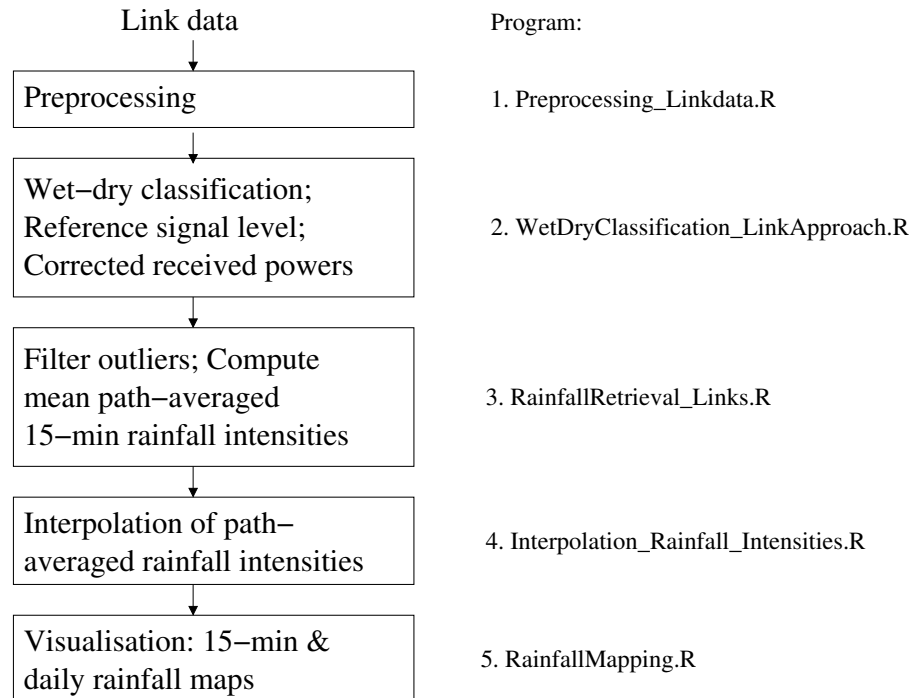 Link data
Program:
Preprocessing
1. Preprocessing_Linkdata.R
Wet−dry classification;
Reference signal level;
Corrected received powers
2. WetDryClassification_LinkApproach.R
Filter outliers; Compute
mean path−averaged
15−min rainfall intensities
3. RainfallRetrieval_Links.R
Interpolation of path−
averaged rainfall intensities
4. Interpolation_Rainfall_Intensities.R
Visualisation: 15−min &
daily rainfall maps
5. RainfallMapping.R